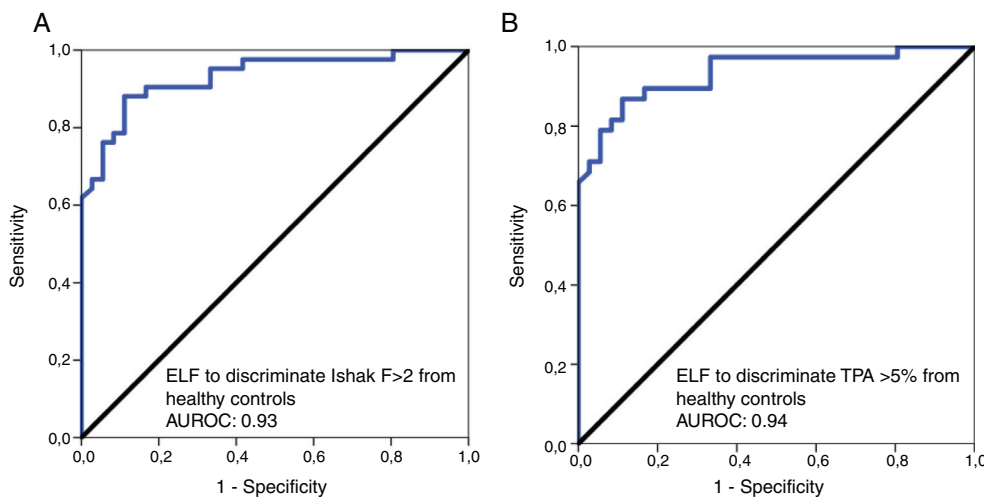 A
1,0
0,8
0,6
0,4
0,2
0,0
Sensitivity
ELF to discriminate Ishak F>2 from
healthy controls
AUROC: 0.93
0,0 0,2 0,4 0,6 0,8 1,0
1 - Specificity
B
1,0
0,8
0,6
0,4
0,2
0,0
Sensitivity
ELF to discriminate TPA >5% from
healthy controls
AUROC: 0.94
0,0 0,2 0,4 0,6 0,8 1,0
1 - Specificity